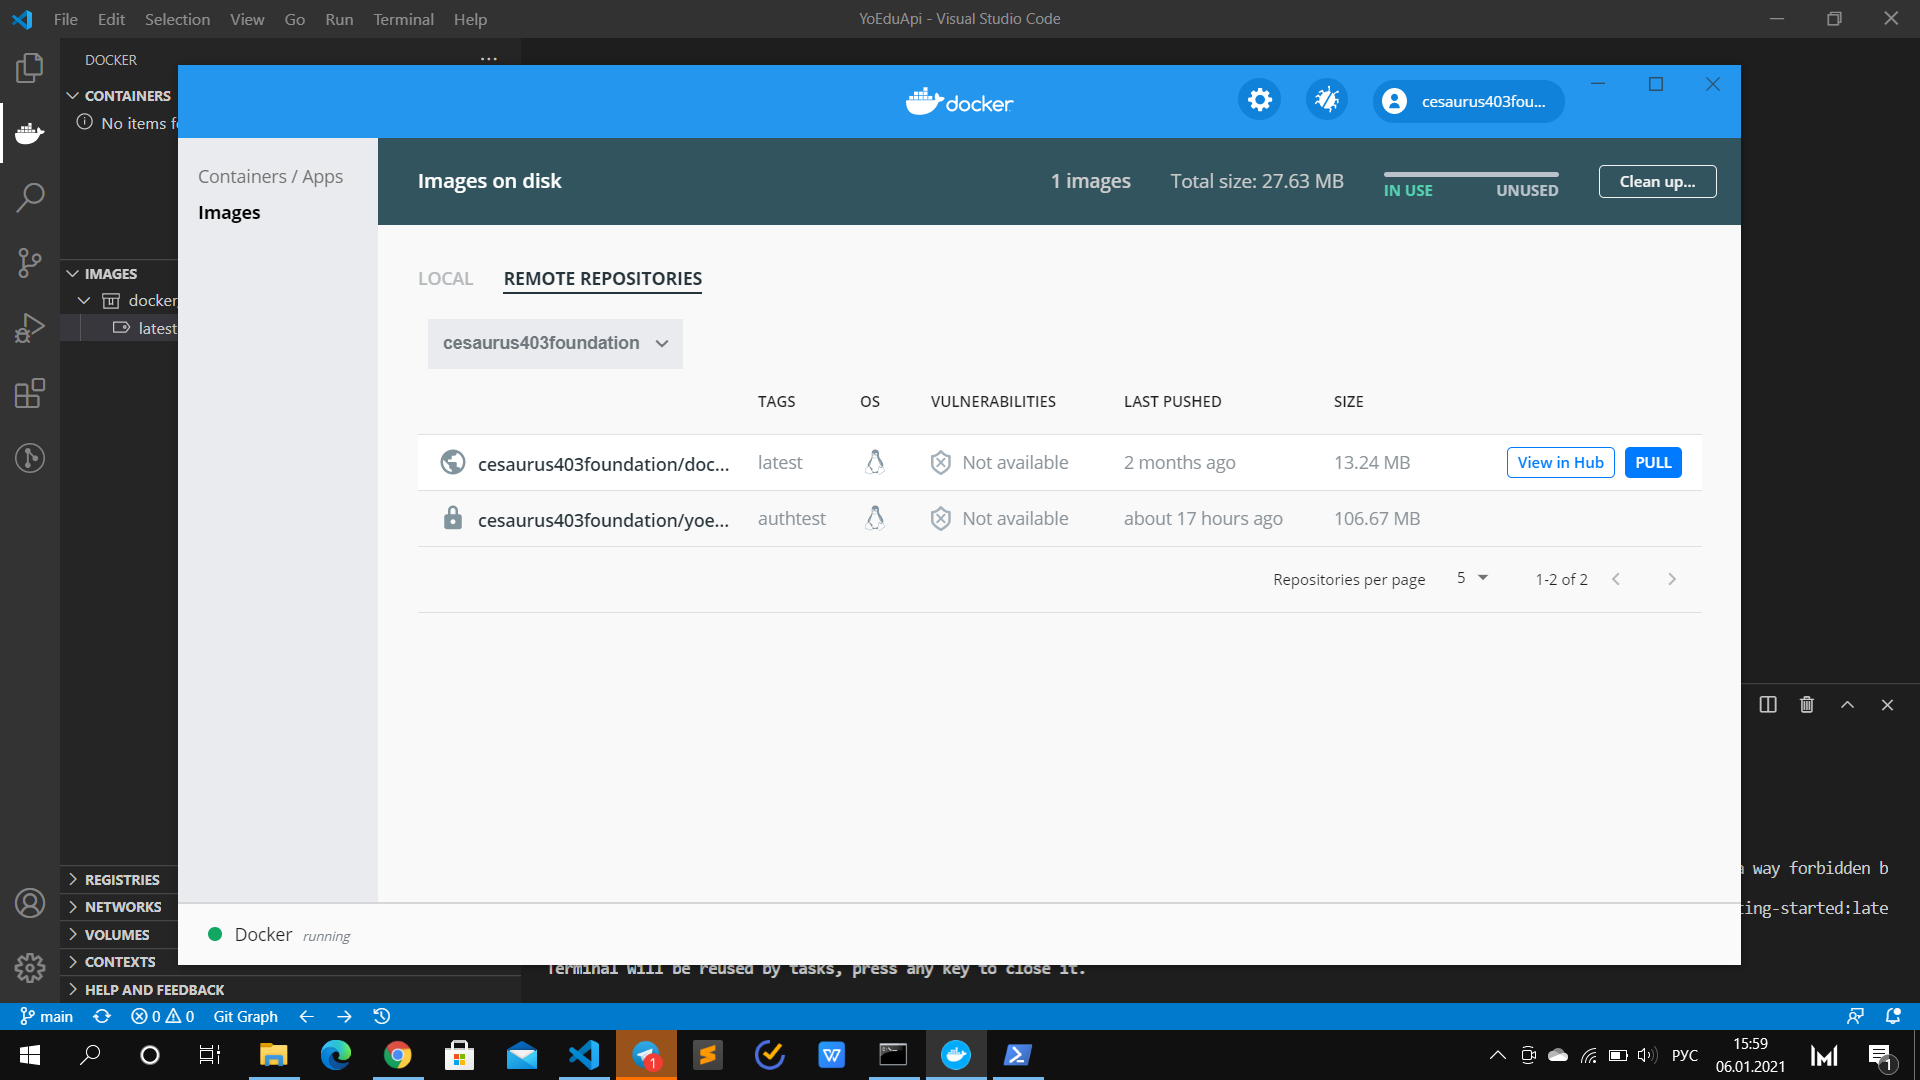 File Edit Selection View Go Run Terminal Help
YoEduApi - Visual Studio Code
DOCKER
CONTAINERS
No items f
IMAGES
docker
latest
REGISTRIES
NETWORKS
VOLUMES
CONTEXTS
HELP AND FEEDBACK
docker
cesaurus403fou...
Containers / Apps
Images
Images on disk
1 images
Total size: 27.63 MB
IN USE UNUSED
Clean up...
LOCAL REMOTE REPOSITORIES
cesaurus403foundation
TAGS OS VULNERABILITIES LAST PUSHED SIZE
cesaurus403foundation/doc... latest Not available 2 months ago 13.24 MB View in Hub PULL
cesaurus403foundation/yoe... authtest Not available about 17 hours ago 106.67 MB
Repositories per page 5 1-2 of 2
Docker running
a way forbidden b
ting-started:late
Terminal will be reused by tasks, press any key to close it.
main 0 0 Git Graph
1
W
РУС
15:59
06.01.2021
1